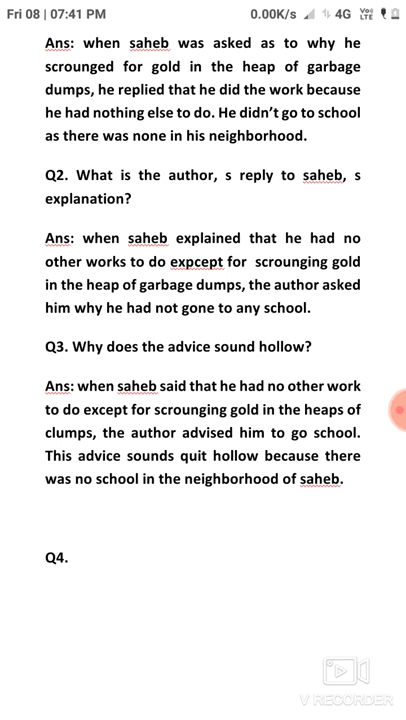 Fri 08 | 07:41 PM 0.00K/s 4G VoLTE
Ans: when saheb was asked as to why he
scrounged for gold in the heap of garbage
dumps, he replied that he did the work because
he had nothing else to do. He didn't go to school
as there was none in his neighborhood.
Q2. What is the author, s reply to saheb, s
explanation?
Ans: when saheb explained that he had no
other works to do expcept for scrounging gold
in the heap of garbage dumps, the author asked
him why he had not gone to any school.
Q3. Why does the advice sound hollow?
Ans: when saheb said that he had no other work
to do except for scrounging gold in the heaps of
clumps, the author advised him to go school.
This advice sounds quit hollow because there
was no school in the neighborhood of saheb.
Q4.
V RECORDER